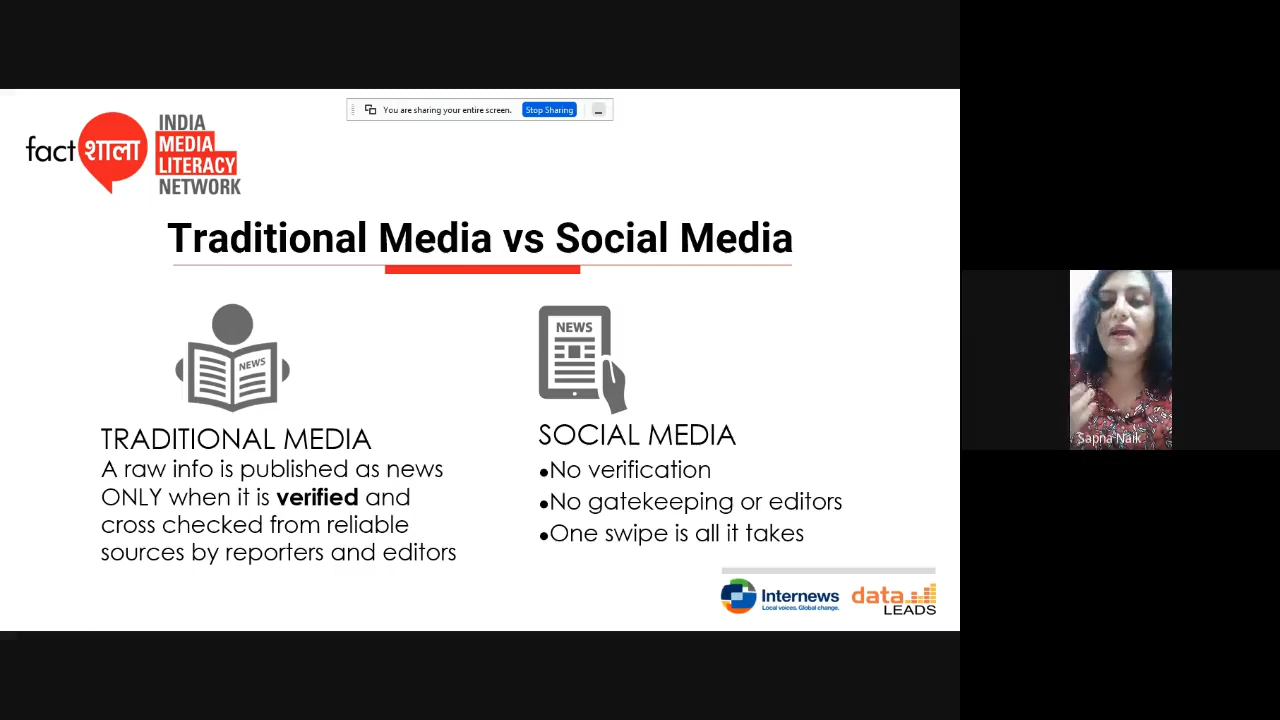 You are sharing your entire screen.
Stop Sharing
fact शाला
INDIA
MEDIA
LITERACY
NETWORK
Traditional Media vs Social Media
NEWS
NEWS
TRADITIONAL MEDIA
A raw info is published as news
ONLY when it is verified and
cross checked from reliable
sources by reporters and editors
SOCIAL MEDIA
●No verification
●No gatekeeping or editors
●One swipe is all it takes
Internews
Local voices. Global change.
data
LEADS
Sapna Naik